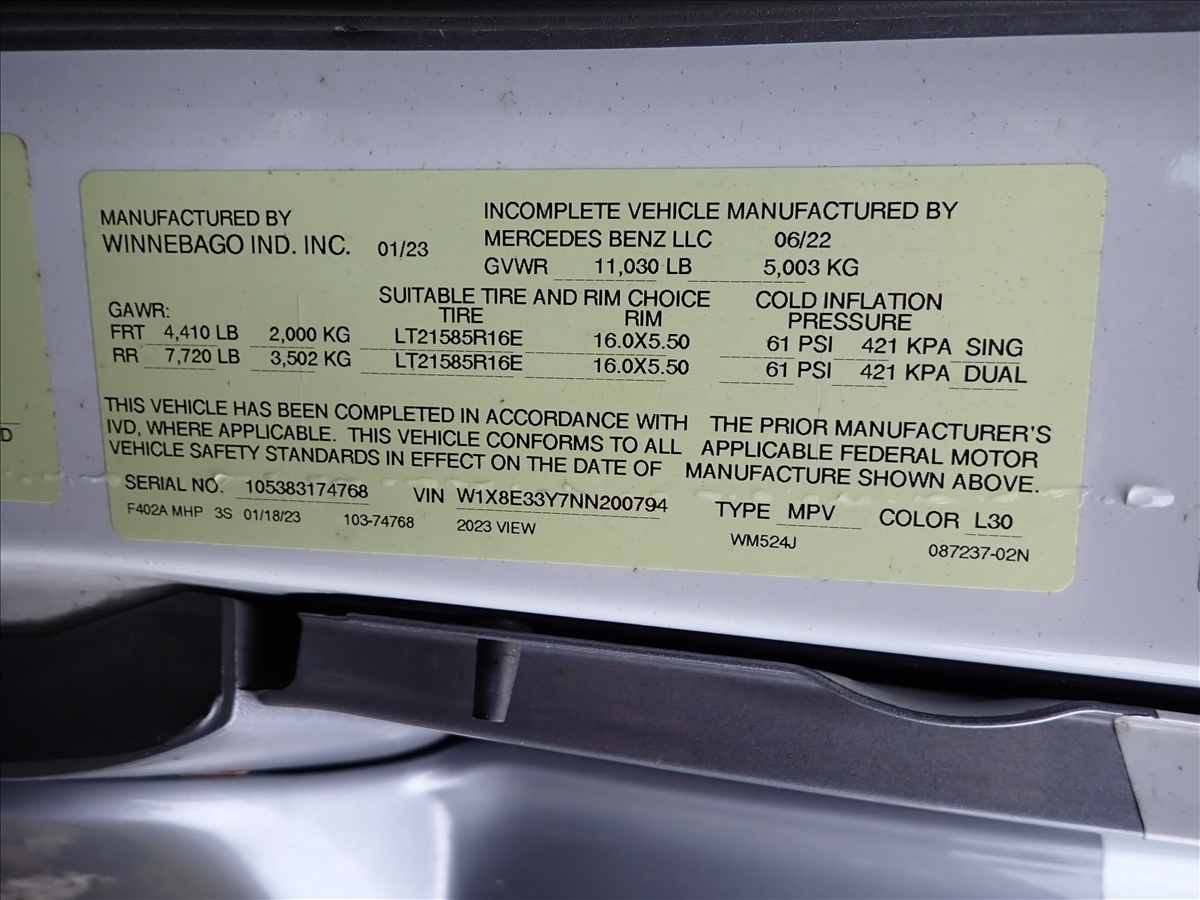 MANUFACTURED BY
WINNEBAGO IND. INC. 01/23
INCOMPLETE VEHICLE MANUFACTURED BY
MERCEDES BENZ LLC 06/22
GVWR 11,030 LB 5,003 KG
GAWR: SUITABLE TIRE AND RIM CHOICE COLD INFLATION
TIRE RIM PRESSURE
FRT 4,410 LB 2,000 KG LT21585R16E 16.0X5.50 61 PSI 421 KPA SING
RR 7,720 LB 3,502 KG LT21585R16E 16.0X5.50 61 PSI 421 KPA DUAL
THIS VEHICLE HAS BEEN COMPLETED IN ACCORDANCE WITH THE PRIOR MANUFACTURER'S
IVD, WHERE APPLICABLE. THIS VEHICLE CONFORMS TO ALL APPLICABLE FEDERAL MOTOR
VEHICLE SAFETY STANDARDS IN EFFECT ON THE DATE OF MANUFACTURE SHOWN ABOVE.
SERIAL NO. 105383174768 VIN W1X8E33Y7NN200794 TYPE MPV COLOR L30
F402A MHP 3S 01/18/23 103-74768 2023 VIEW WM524J 087237-02N
D